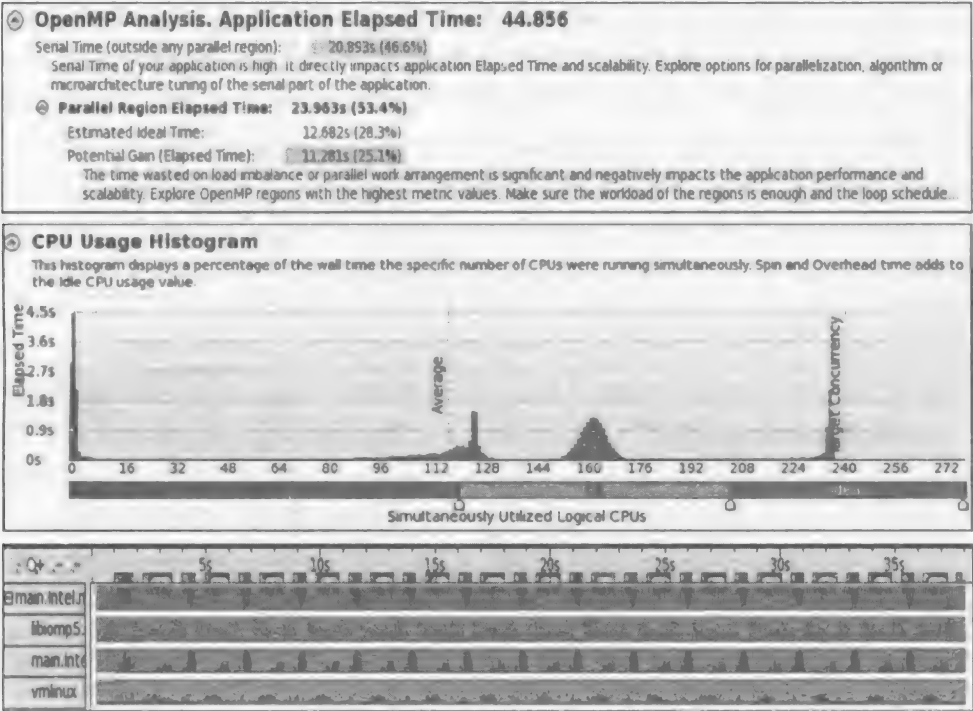 OpenMP Analysis. Application Elapsed Time: 44.856
Serial Time (outside any parallel region): 20.893s (46.6%)
Serial Time of your application is high. It directly impacts application Elapsed Time and scalability. Explore options for parallelization, algorithm or
microarchitecture tuning of the serial part of the application.
Parallel Region Elapsed Time: 23.963s (53.4%)
Estimated Ideal Time: 12.682s (28.3%)
Potential Gain (Elapsed Time): 11.281s (25.1%)
The time wasted on load imbalance or parallel work arrangement is significant and negatively impacts the application performance and
scalability. Explore OpenMP regions with the highest metric values. Make sure the workload of the regions is enough and the loop schedule...
CPU Usage Histogram
This histogram displays a percentage of the wall time the specific number of CPUs were running simultaneously. Spin and Overhead time adds to
the Idle CPU usage value.
Elapsed Time
4.5s
3.6s
2.7s
1.8s
0.9s
0s
Average
Target Concurrency
0 16 32 48 64 80 96 112 128 144 160 176 192 208 224 240 256 272
Simultaneously Utilized Logical CPUs
5s 10s 15s 20s 25s 30s 35s
main.intel.r
libiomp5.
main.inte
vmlinux